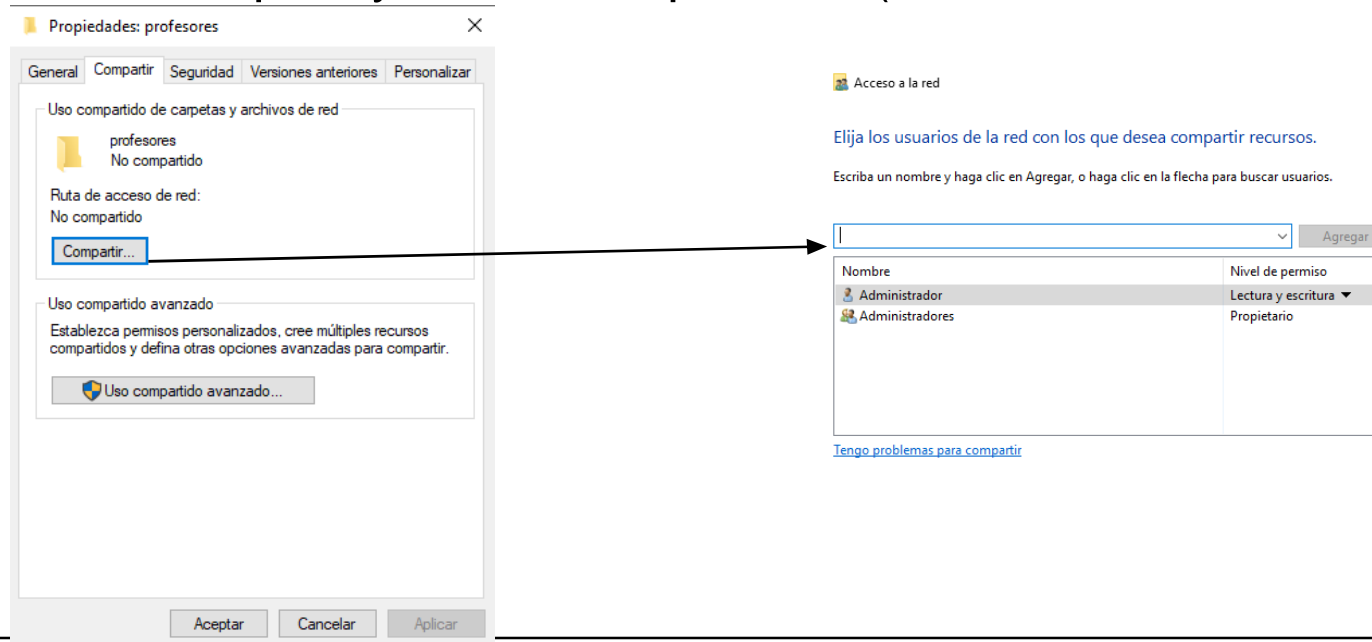 Propiedades: profesores
General Compartir Seguridad Versiones anteriores Personalizar
Uso compartido de carpetas y archivos de red
profesores
No compartido
Ruta de acceso de red:
No compartido
Compartir...
Uso compartido avanzado
Establezca permisos personalizados, cree múltiples recursos
compartidos y defina otras opciones avanzadas para compartir.
Uso compartido avanzado...
Aceptar Cancelar Aplicar
Acceso a la red
Elija los usuarios de la red con los que desea compartir recursos.
Escriba un nombre y haga clic en Agregar, o haga clic en la flecha para buscar usuarios.
Agregar
Nombre Nivel de permiso
Administrador Lectura y escritura
Administradores Propietario
Tengo problemas para compartir